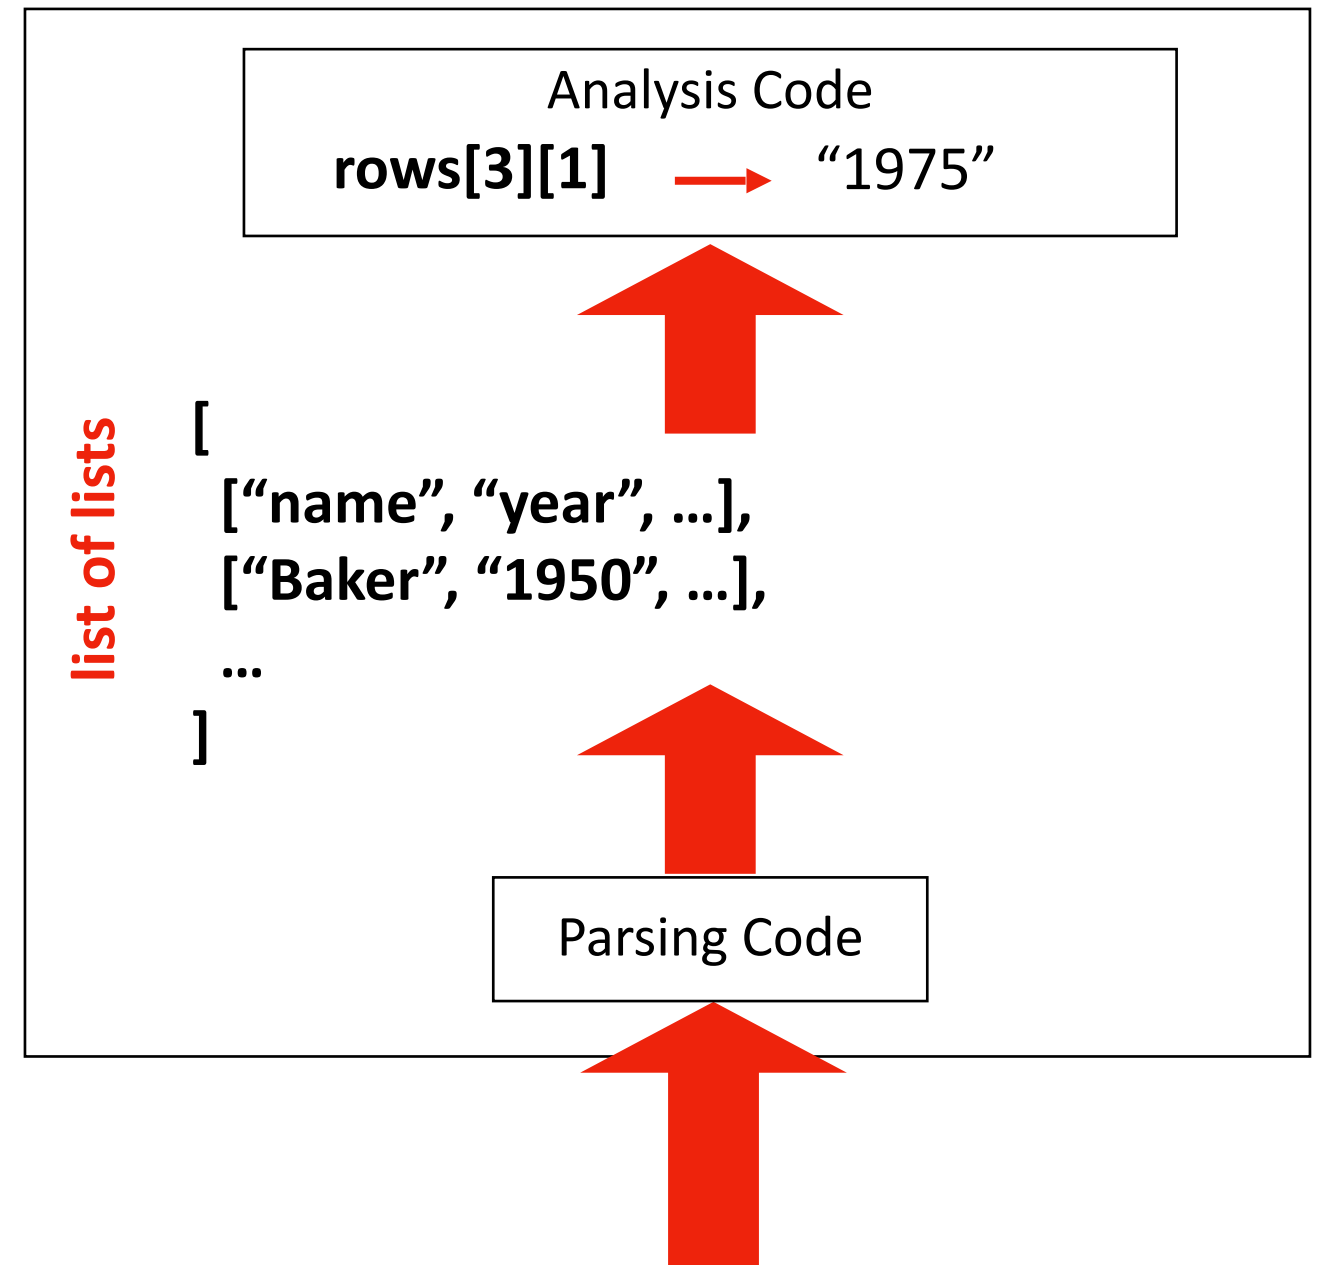 Analysis Code
rows[3][1] “1975”
list of lists
[
[“name”, “year”, …],
[“Baker”, “1950”, …],
…
]
Parsing Code